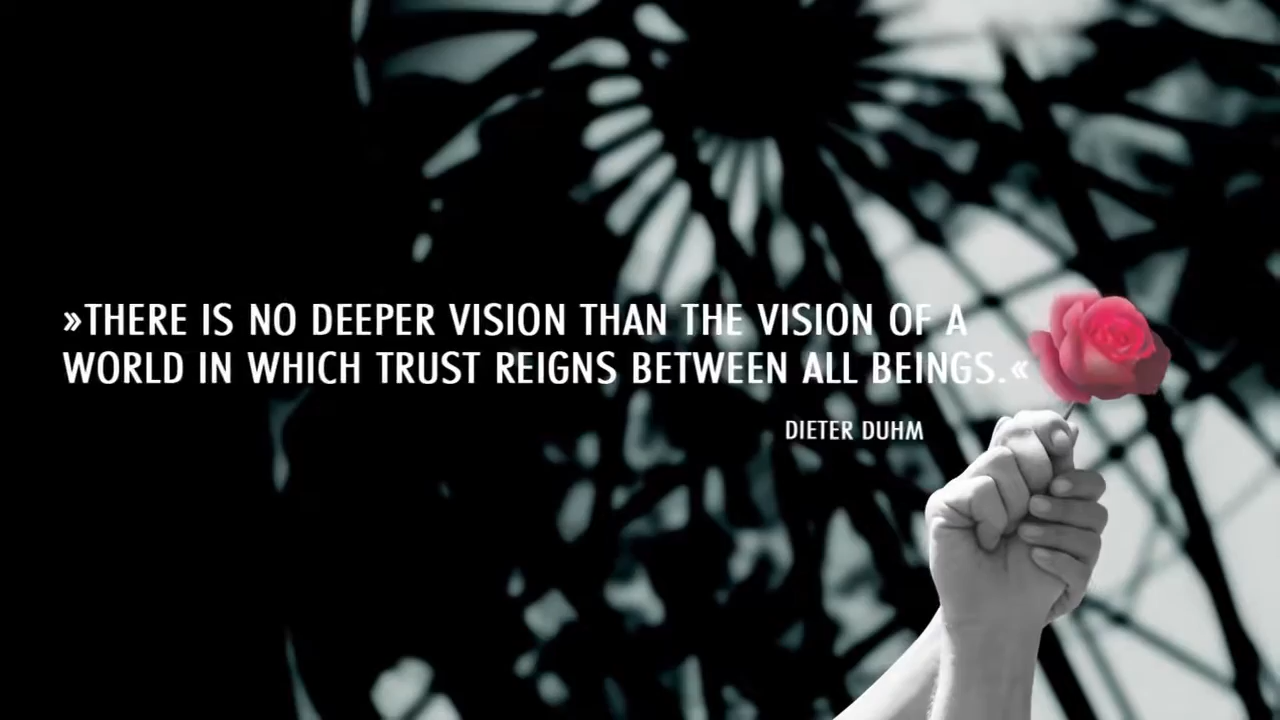 »THERE IS NO DEEPER VISION THAN THE VISION OF A
WORLD IN WHICH TRUST REIGNS BETWEEN ALL BEINGS.«
DIETER DUHM